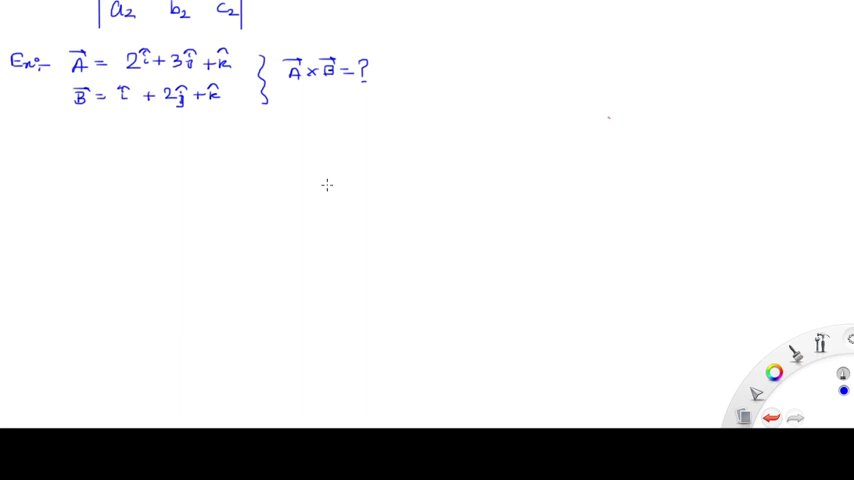 | a₂ b₂ c₂ |
Ex:- A⃗ = 2î + 3ĵ + k̂ } A⃗ × B⃗ = ?
B⃗ = î + 2ĵ + k̂